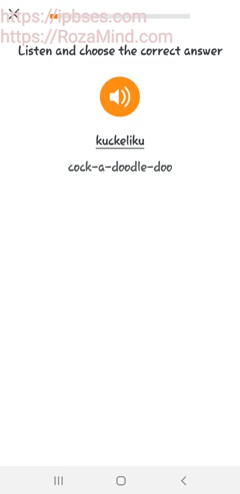 https://ipbses.com
https://RozaMind.com
Listen and choose the correct answer
kuckeliku
cock-a-doodle-doo